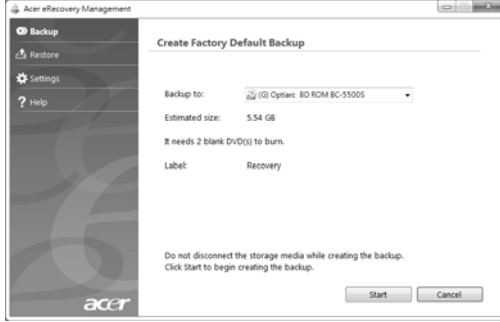 Acer eRecovery Management
Backup
Restore
Settings
Help
Create Factory Default Backup
Backup to: (G) Optiarc BD ROM BC-5500S
Estimated size: 5.54 GB
It needs 2 blank DVD(s) to burn.
Label: Recovery
Do not disconnect the storage media while creating the backup.
Click Start to begin creating the backup.
Start Cancel
acer